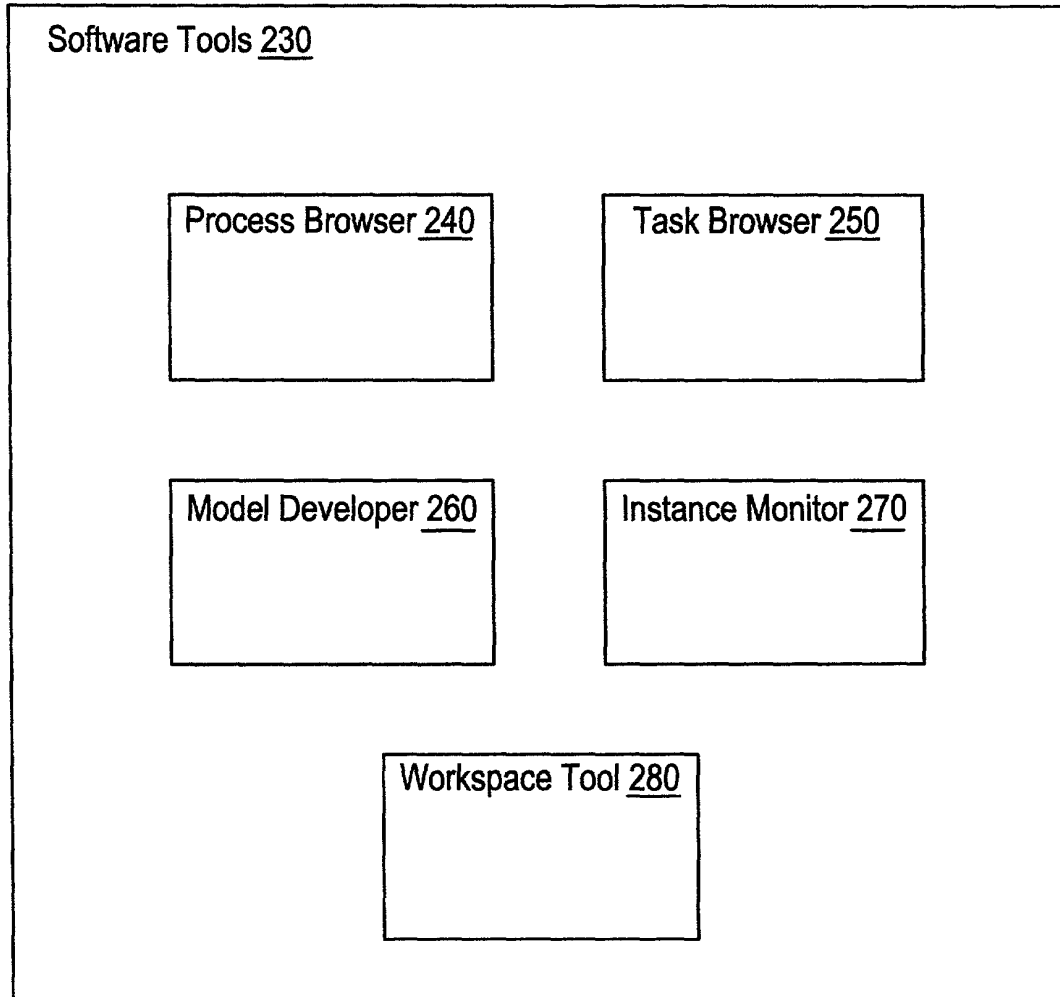 Software Tools 230
Process Browser 240
Task Browser 250
Model Developer 260
Instance Monitor 270
Workspace Tool 280